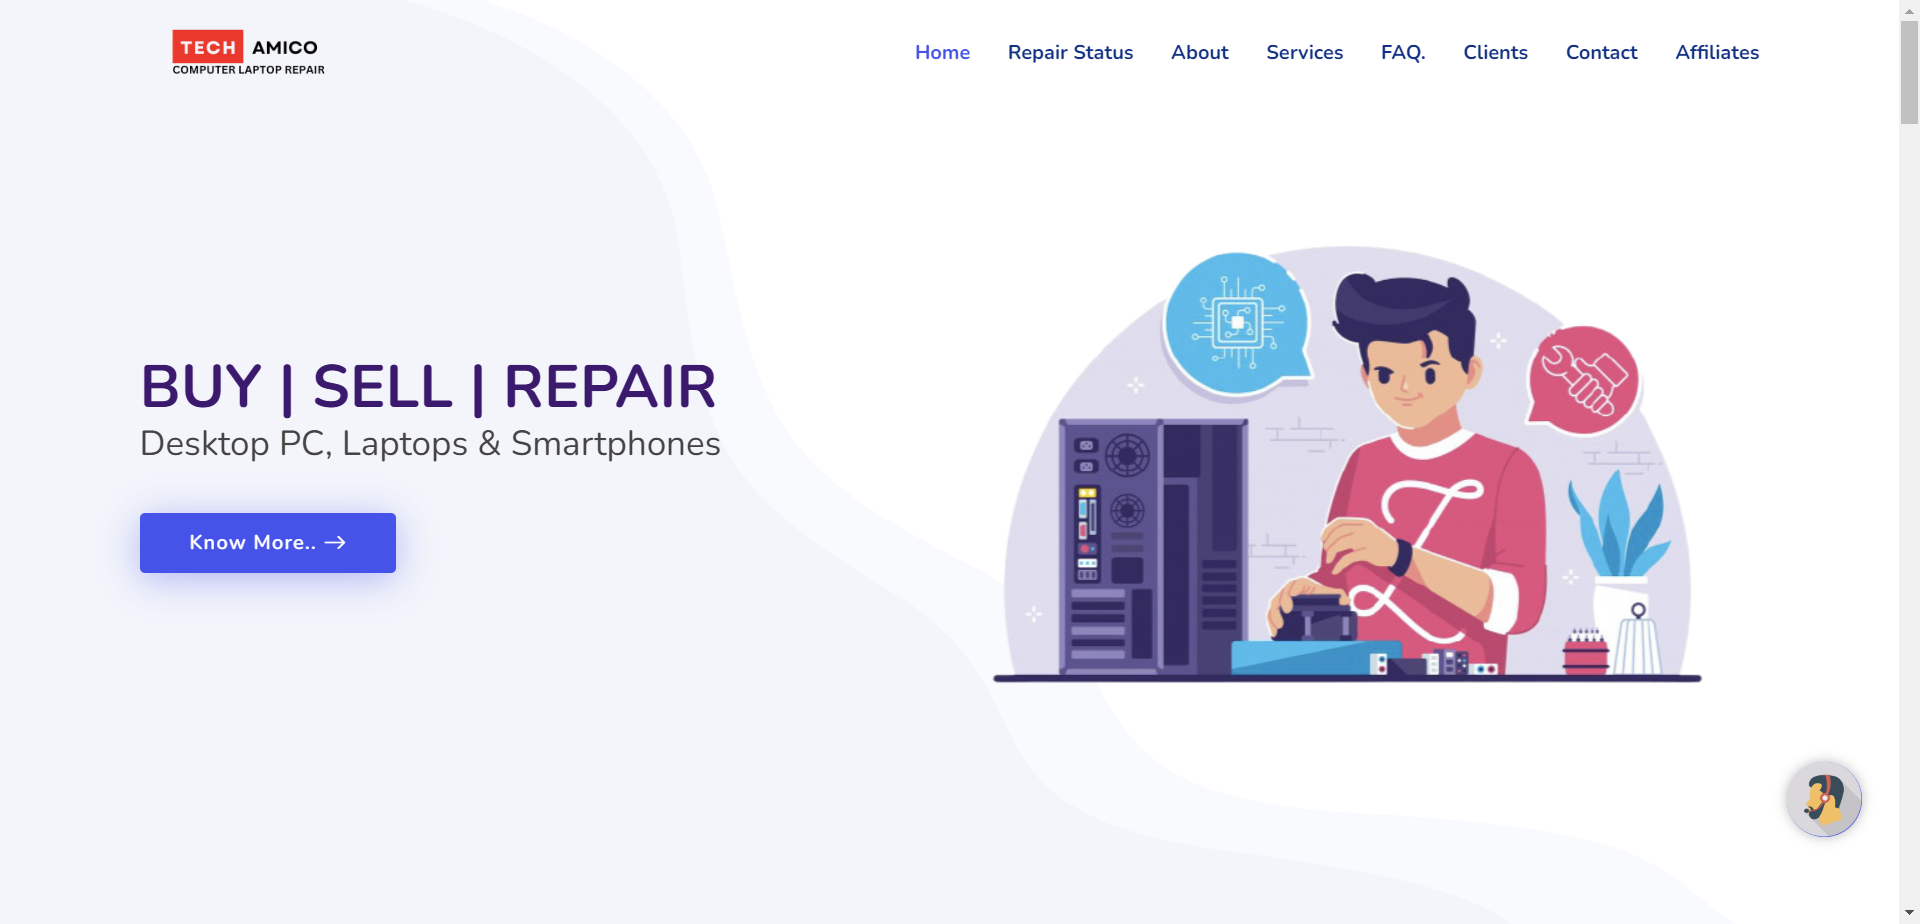 TECH AMICO
COMPUTER LAPTOP REPAIR
Home Repair Status About Services FAQ. Clients Contact Affiliates
BUY | SELL | REPAIR
Desktop PC, Laptops & Smartphones
Know More.. →